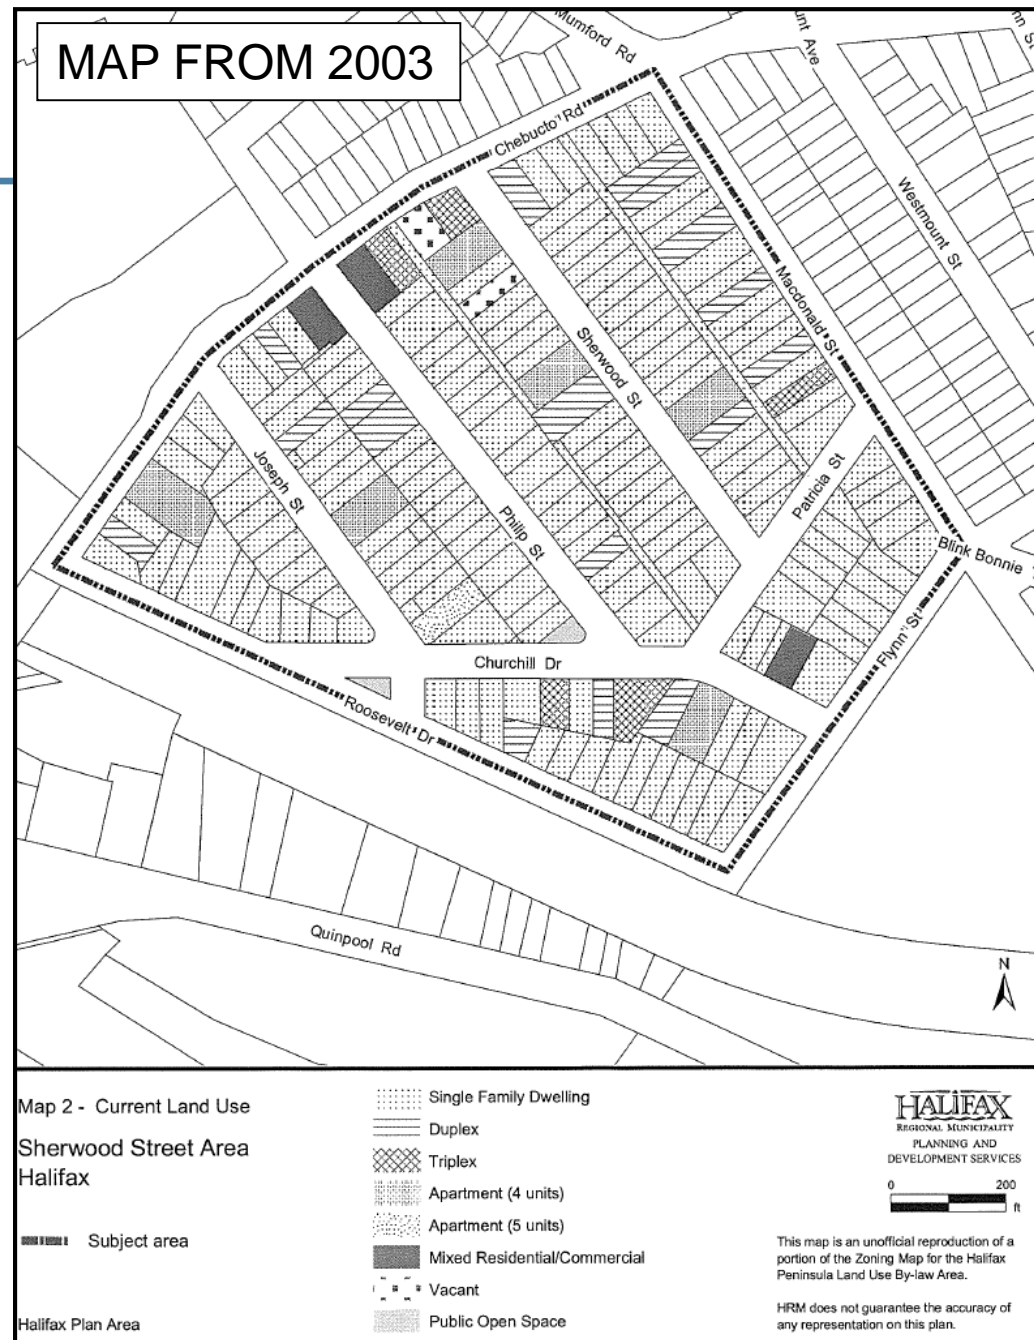 MAP FROM 2003
Mumford Rd
Chebucto Rd
Westmount St
Macdonald St
Sherwood St
Joseph St
Philip St
Patricia St
Blink Bonnie
Flynn St
Churchill Dr
Roosevelt Dr
Quinpool Rd
N
Map 2 - Current Land Use
Sherwood Street Area
Halifax
Subject area
Halifax Plan Area
Single Family Dwelling
Duplex
Triplex
Apartment (4 units)
Apartment (5 units)
Mixed Residential/Commercial
Vacant
Public Open Space
HALIFAX
REGIONAL MUNICIPALITY
PLANNING AND
DEVELOPMENT SERVICES
0 200
ft
This map is an unofficial reproduction of a
portion of the Zoning Map for the Halifax
Peninsula Land Use By-law Area.
HRM does not guarantee the accuracy of
any representation on this plan.